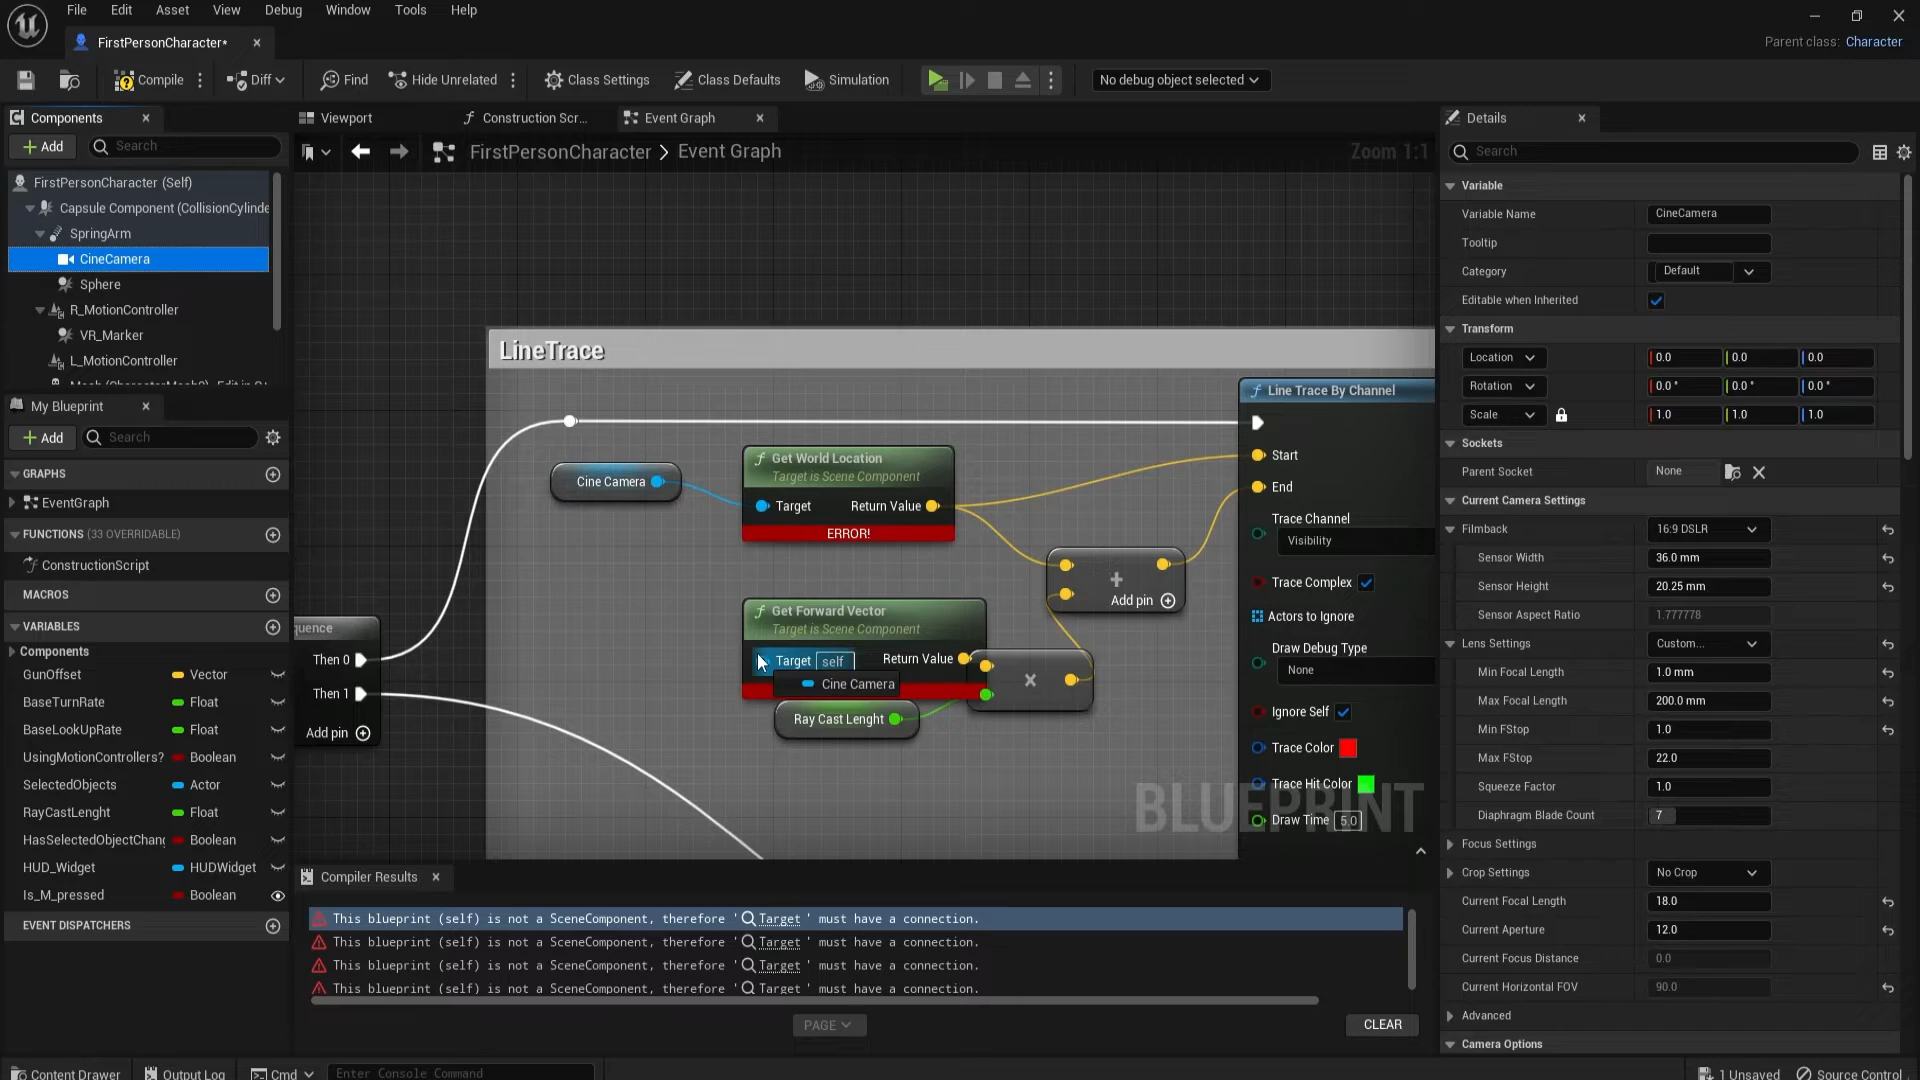 File Edit Asset View Debug Window Tools Help
FirstPersonCharacter*
Parent class: Character
Compile
Diff
Find
Hide Unrelated
Class Settings
Class Defaults
Simulation
No debug object selected
Components
Add
Search
FirstPersonCharacter (Self)
Capsule Component (CollisionCylinde
SpringArm
CineCamera
Sphere
R_MotionController
VR_Marker
L_MotionController
My Blueprint
Add
Search
GRAPHS
EventGraph
FUNCTIONS (33 OVERRIDABLE)
ConstructionScript
MACROS
VARIABLES
Components
GunOffset Vector
BaseTurnRate Float
BaseLookUpRate Float
UsingMotionControllers? Boolean
SelectedObjects Actor
RayCastLenght Float
HasSelectedObjectChang Boolean
HUD_Widget HUDWidget
Is_M_pressed Boolean
EVENT DISPATCHERS
Viewport
Construction Scr...
Event Graph
FirstPersonCharacter > Event Graph
Zoom 1:1
LineTrace
quence
Then 0
Then 1
Add pin
Cine Camera
Get World Location
Target is Scene Component
Target Return Value
ERROR!
Get Forward Vector
Target is Scene Component
Target self Return Value
Cine Camera
Ray Cast Lenght
Add pin
Line Trace By Channel
Start
End
Trace Channel
Visibility
Trace Complex
Actors to Ignore
Draw Debug Type
None
Ignore Self
Trace Color
Trace Hit Color
Draw Time 5.0
BLUEPRINT
Compiler Results
This blueprint (self) is not a SceneComponent, therefore ' Target ' must have a connection.
This blueprint (self) is not a SceneComponent, therefore ' Target ' must have a connection.
This blueprint (self) is not a SceneComponent, therefore ' Target ' must have a connection.
This blueprint (self) is not a SceneComponent, therefore ' Target ' must have a connection.
PAGE
CLEAR
Details
Search
Variable
Variable Name CineCamera
Tooltip
Category Default
Editable when Inherited
Transform
Location 0.0 0.0 0.0
Rotation 0.0 ° 0.0 ° 0.0 °
Scale 1.0 1.0 1.0
Sockets
Parent Socket None
Current Camera Settings
Filmback 16:9 DSLR
Sensor Width 36.0 mm
Sensor Height 20.25 mm
Sensor Aspect Ratio 1.777778
Lens Settings Custom...
Min Focal Length 1.0 mm
Max Focal Length 200.0 mm
Min FStop 1.0
Max FStop 22.0
Squeeze Factor 1.0
Diaphragm Blade Count 7
Focus Settings
Crop Settings No Crop
Current Focal Length 18.0
Current Aperture 12.0
Current Focus Distance 0.0
Current Horizontal FOV 90.0
Advanced
Camera Options
Content Drawer
Output Log
Cmd
Enter Console Command
1 Unsaved
Source Control